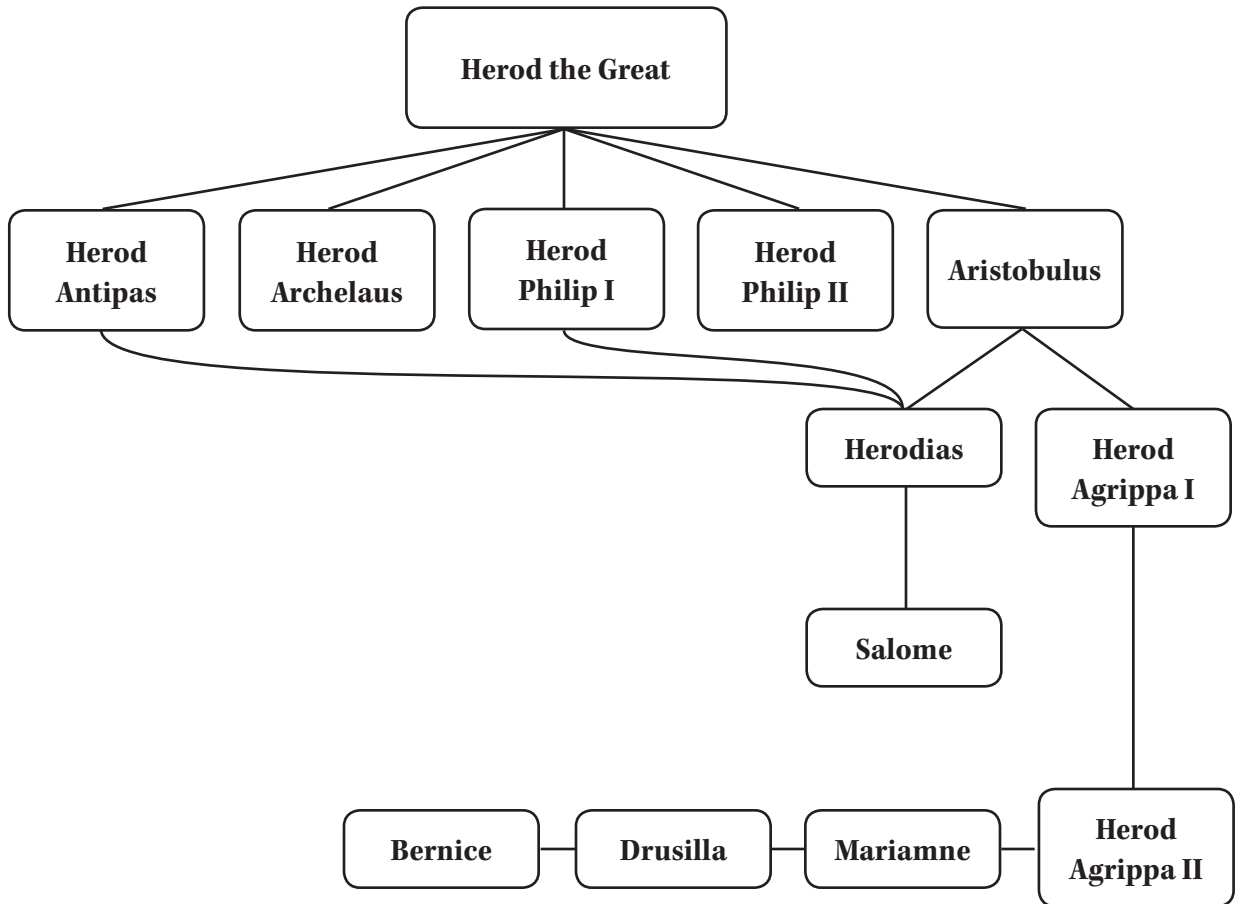 Herod the Great
Herod
Antipas
Herod
Archelaus
Herod
Philip I
Herod
Philip II
Aristobulus
Herodias
Herod
Agrippa I
Salome
Bernice
Drusilla
Mariamne
Herod
Agrippa II